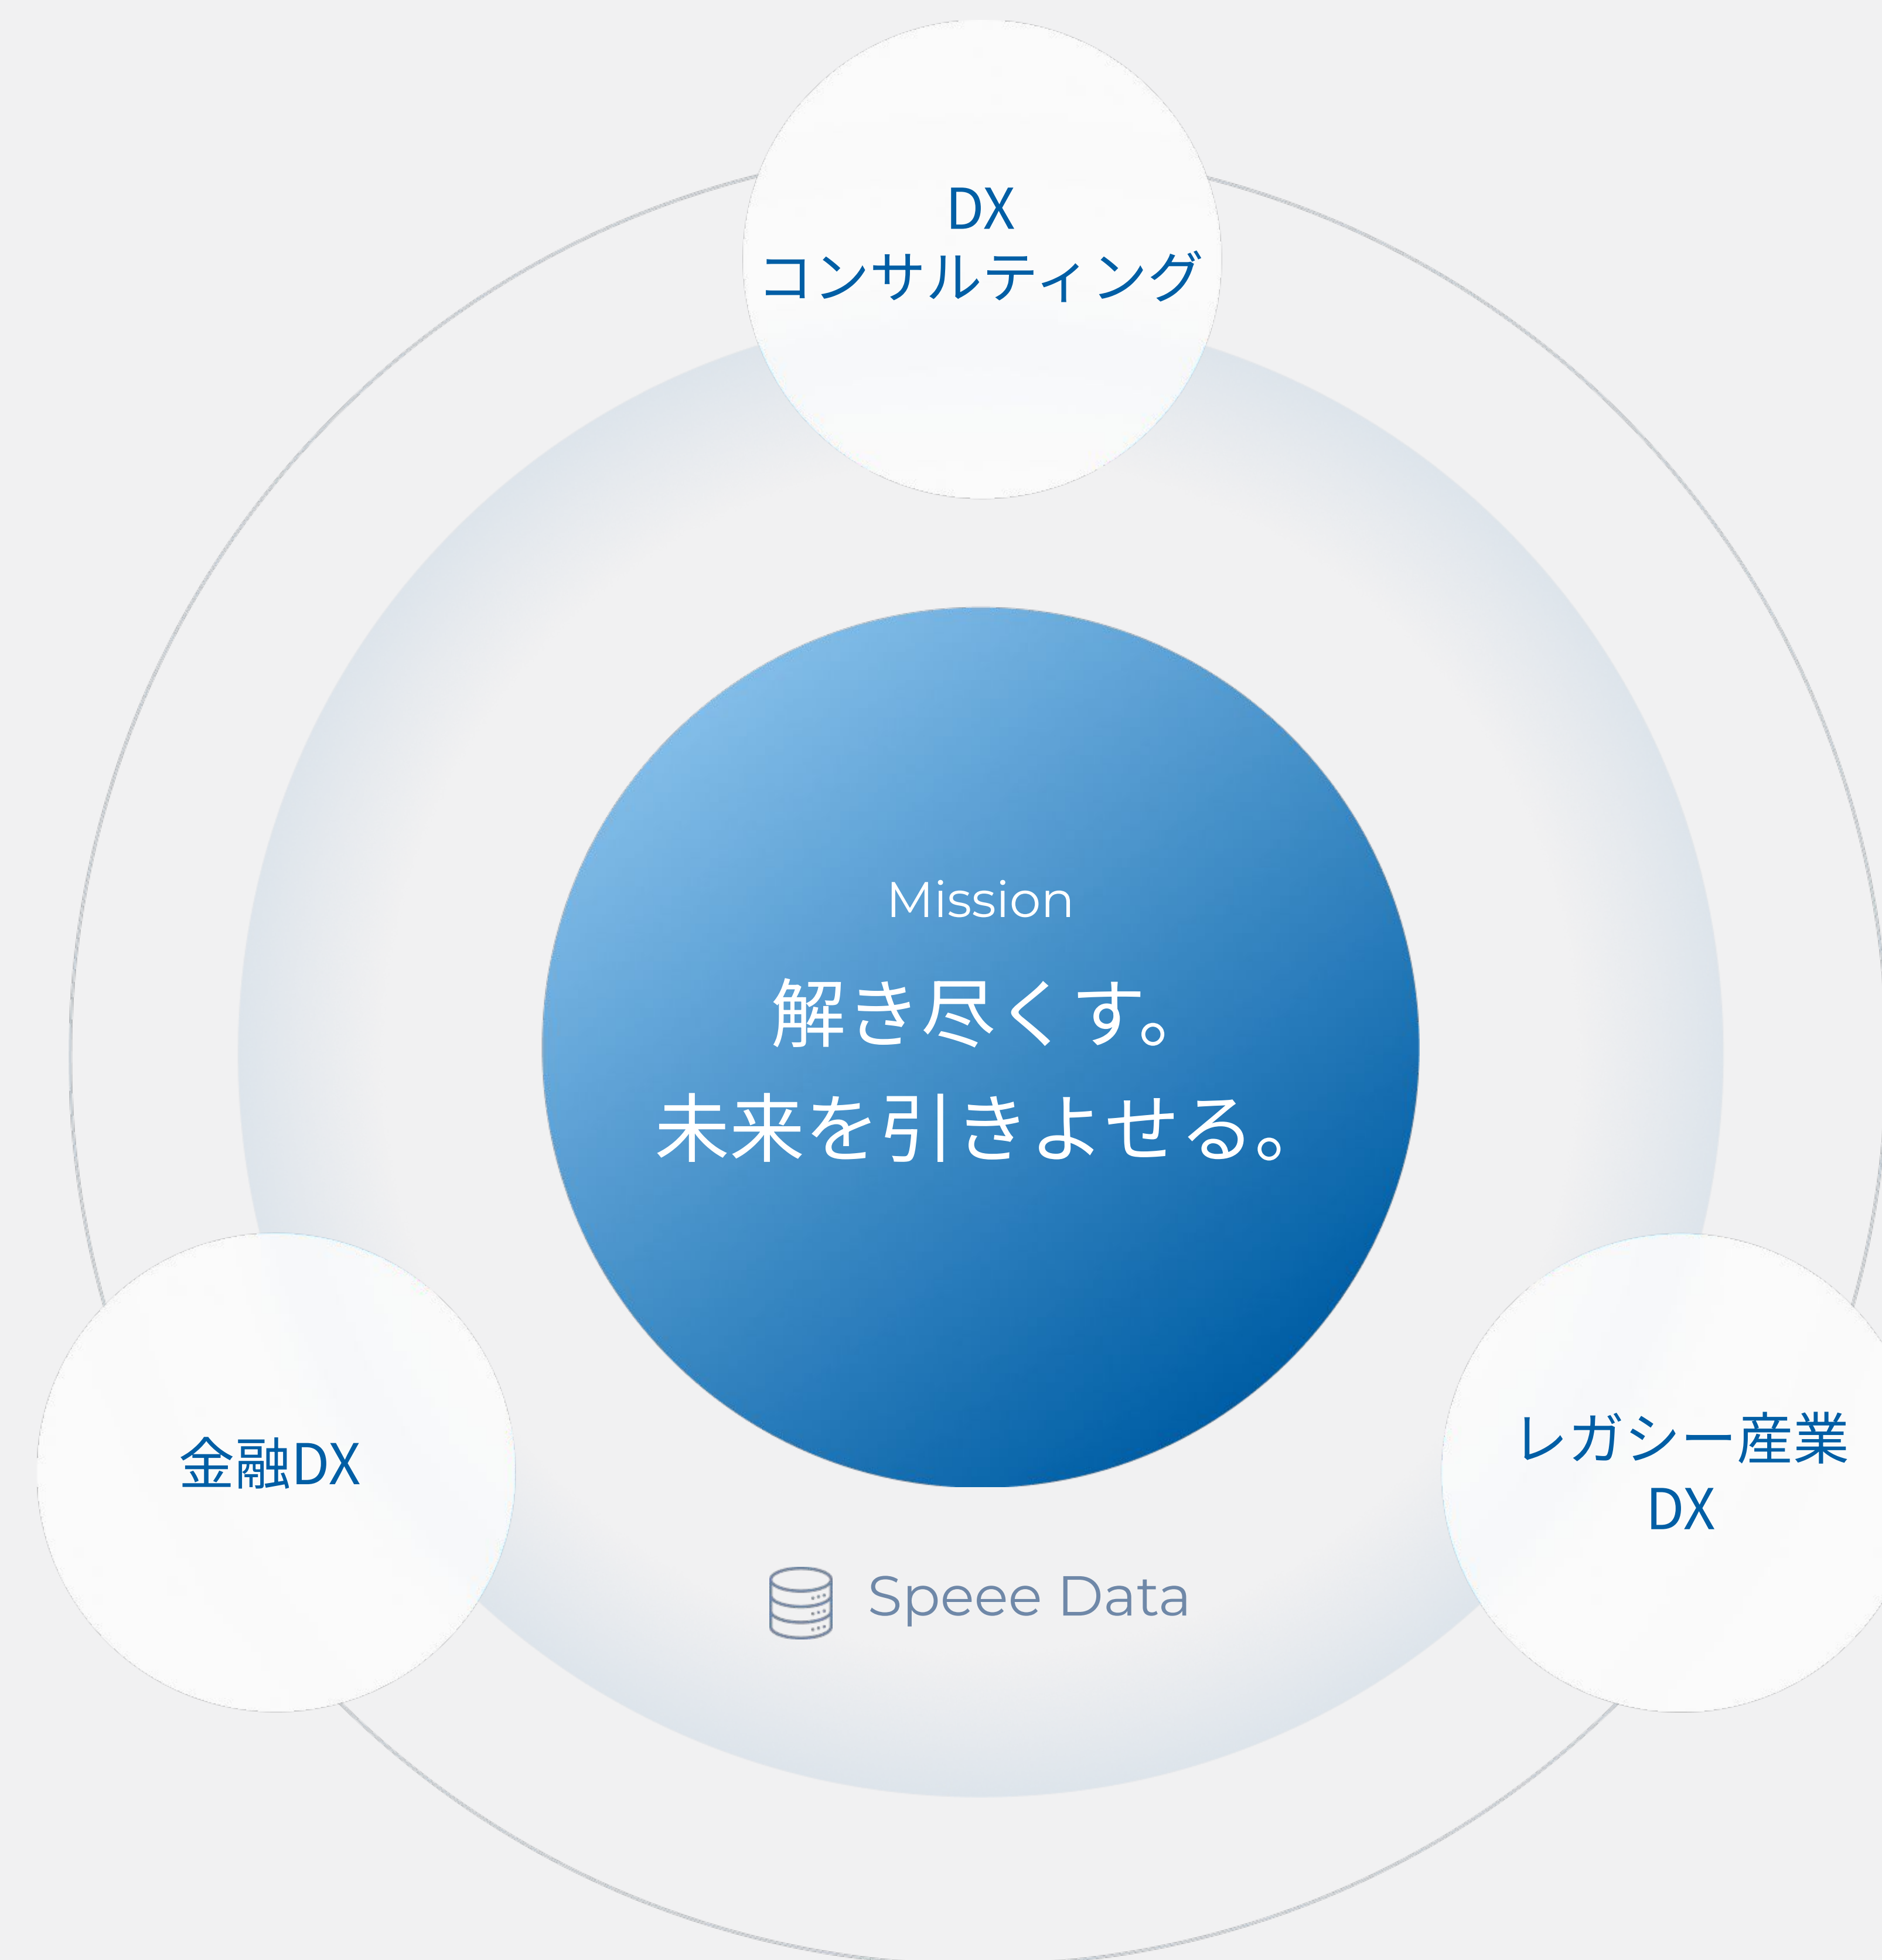 DX
コンサルティング
Mission
解き尽くす。
未来を引きよせる。
金融DX
レガシー産業
DX
Speee Data